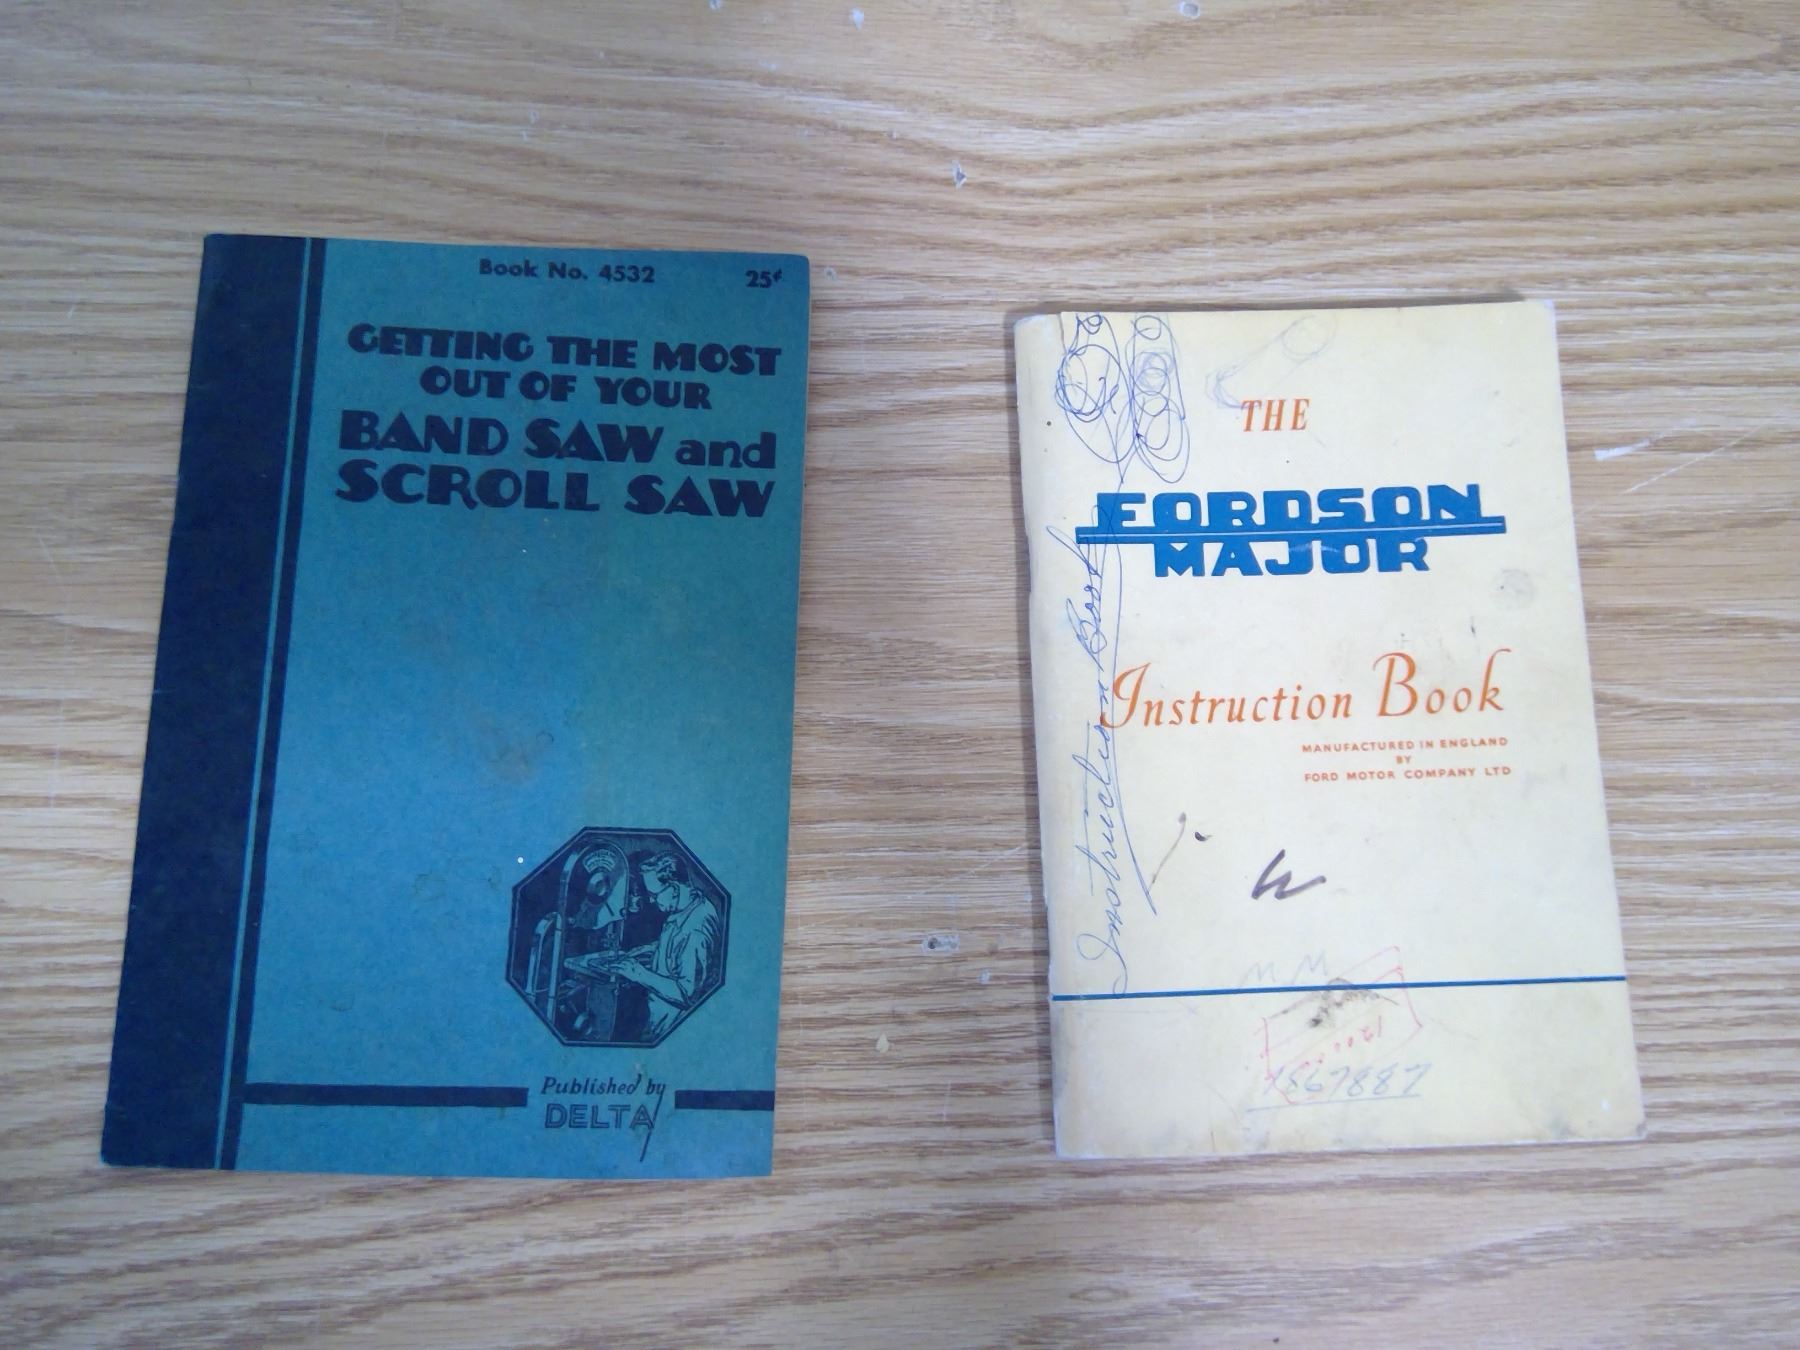 Book No. 4532
25¢
GETTING THE MOST
OUT OF YOUR
BAND SAW and
SCROLL SAW
Published by
DELTA
THE
FORDSON
MAJOR
Instruction Book
MANUFACTURED IN ENGLAND
BY
FORD MOTOR COMPANY LTD
Instruction Book